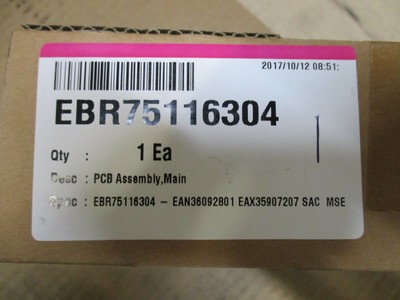 2017/10/12 08:51:
EBR75116304
Qty : 1 Ea
Desc : PCB Assembly,Main
Spec : EBR75116304 - EAN36092801 EAX35907207 SAC MSE